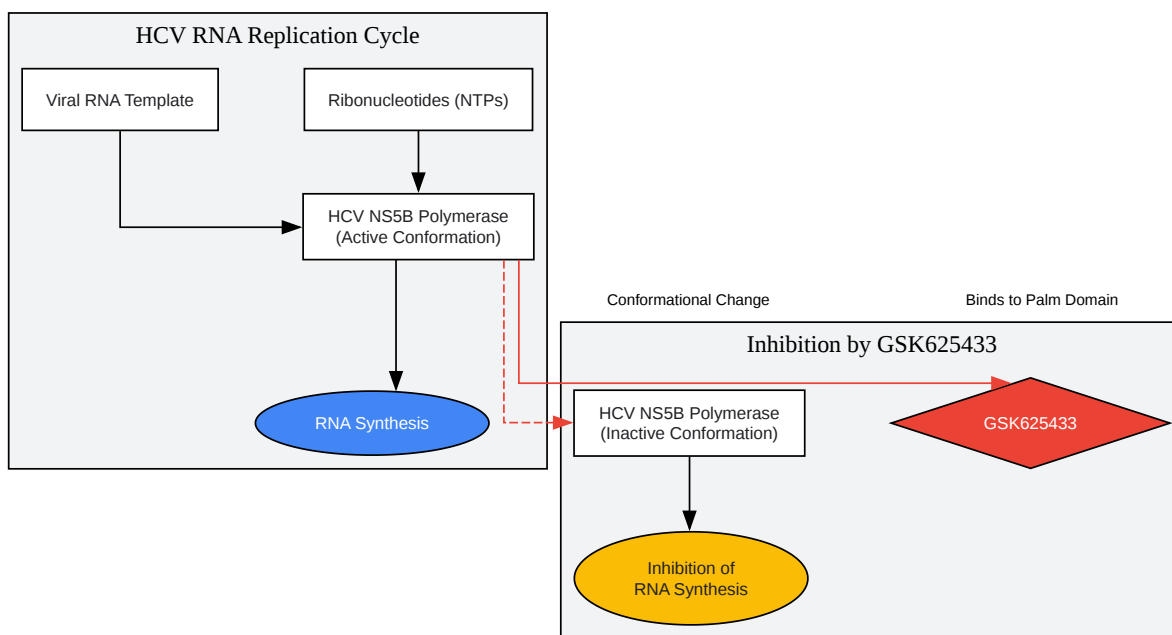 HCV RNA Replication Cycle
Viral RNA Template
Ribonucleotides (NTPs)
HCV NS5B Polymerase
(Active Conformation)
RNA Synthesis
Conformational Change
Binds to Palm Domain
Inhibition by GSK625433
HCV NS5B Polymerase
(Inactive Conformation)
GSK625433
Inhibition of
RNA Synthesis